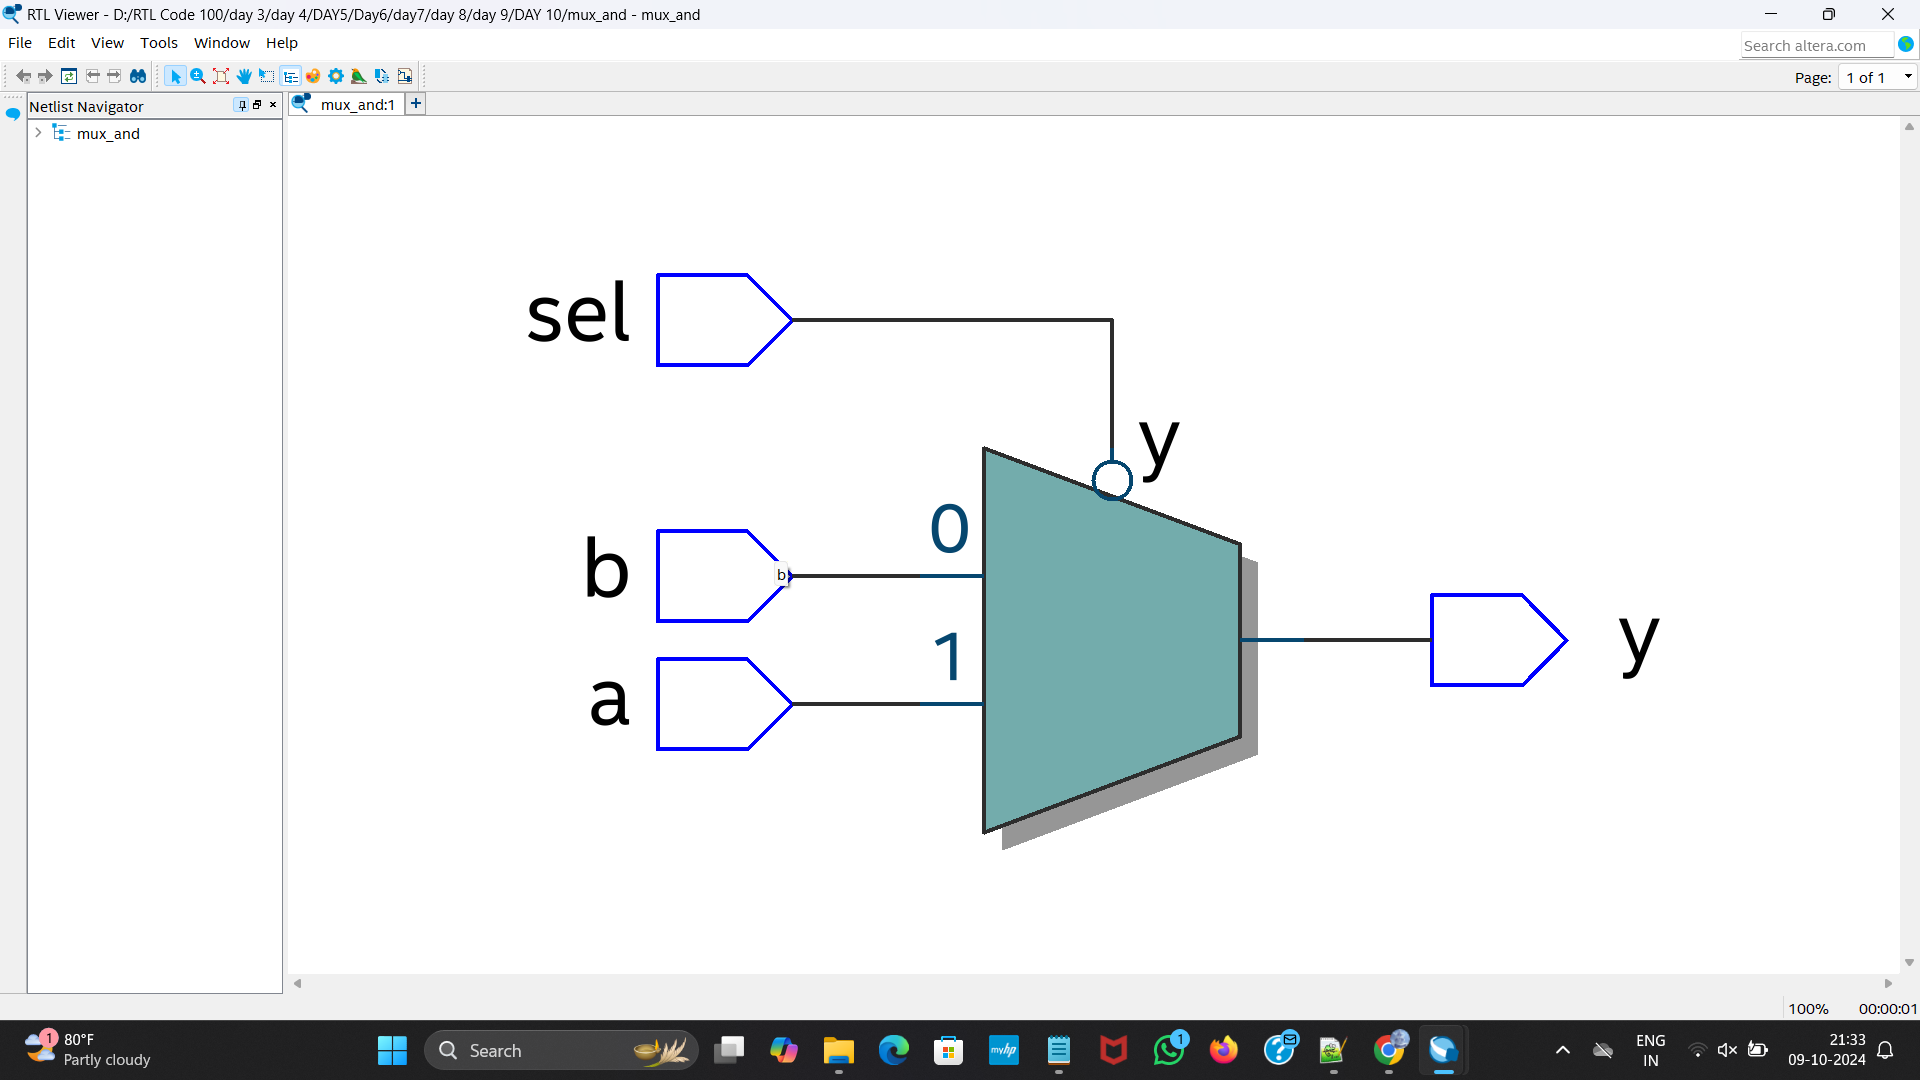 RTL Viewer - D:/RTL Code 100/day 3/day 4/DAY5/Day6/day7/day 8/day 9/DAY 10/mux_and - mux_and
File Edit View Tools Window Help
Search altera.com
Page: 1 of 1
Netlist Navigator
mux_and:1
mux_and
sel
y
0
b
b
1
y
a
100% 00:00:01
1
80°F
Partly cloudy
Search
myhp
1
ENG
IN
21:33
09-10-2024